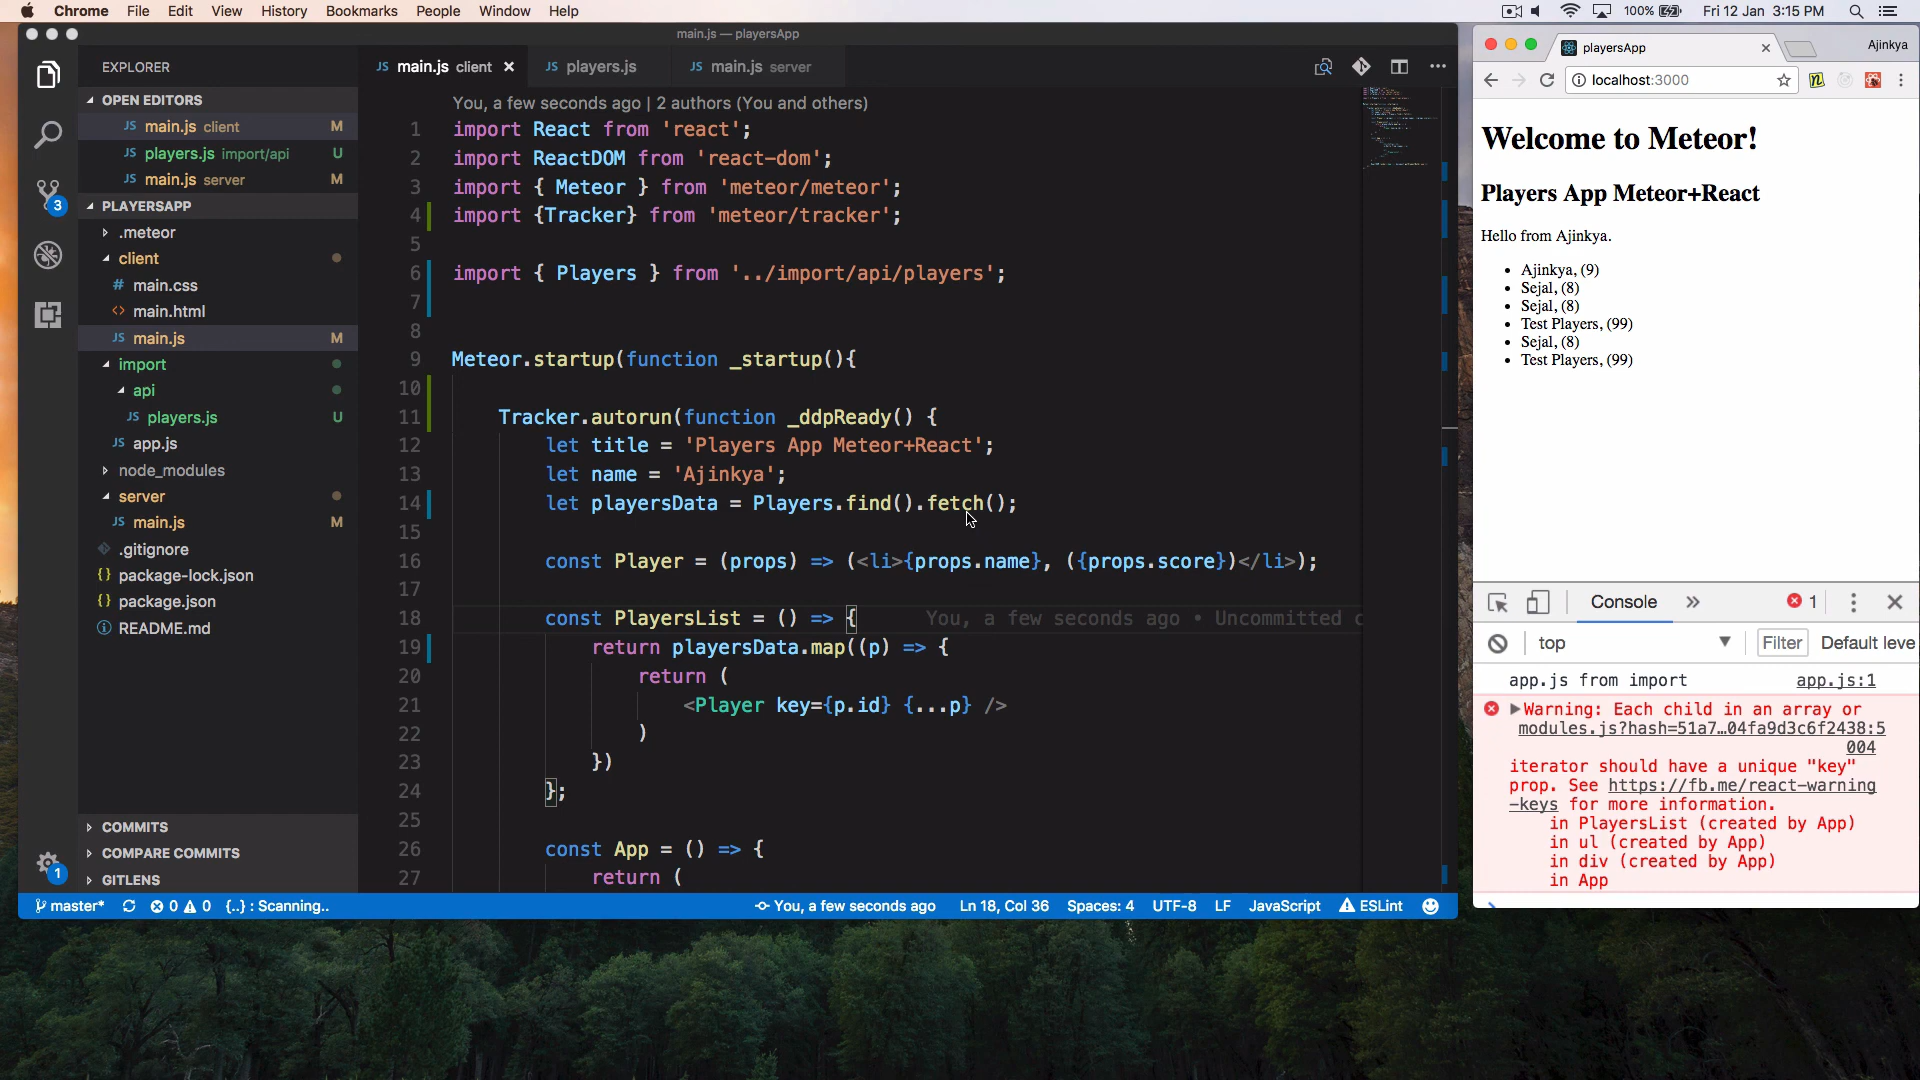 Chrome File Edit View History Bookmarks People Window Help
100% Fri 12 Jan 3:15 PM
main.js — playersApp
EXPLORER
OPEN EDITORS
JS main.js client M
JS players.js import/api U
JS main.js server M
PLAYERSAPP
.meteor
client
# main.css
<> main.html
JS main.js M
import
api
JS players.js U
JS app.js
node_modules
server
JS main.js M
.gitignore
{} package-lock.json
{} package.json
README.md
COMMITS
COMPARE COMMITS
GITLENS
3
1
JS main.js client ×
JS players.js
JS main.js server
You, a few seconds ago | 2 authors (You and others)
1 import React from 'react';
2 import ReactDOM from 'react-dom';
3 import { Meteor } from 'meteor/meteor';
4 import {Tracker} from 'meteor/tracker';
5
6 import { Players } from '../import/api/players';
7
8
9 Meteor.startup(function _startup(){
10
11 Tracker.autorun(function _ddpReady() {
12 let title = 'Players App Meteor+React';
13 let name = 'Ajinkya';
14 let playersData = Players.find().fetch();
15
16 const Player = (props) => (<li>{props.name}, ({props.score})</li>);
17
18 const PlayersList = () => { You, a few seconds ago • Uncommitted c
19 return playersData.map((p) => {
20 return (
21 <Player key={p.id} {...p} />
22 )
23 })
24 };
25
26 const App = () => {
27 return (
master* 0 0 {..} : Scanning.. You, a few seconds ago Ln 18, Col 36 Spaces: 4 UTF-8 LF JavaScript ESLint
playersApp × Ajinkya
localhost:3000
Welcome to Meteor!
Players App Meteor+React
Hello from Ajinkya.
• Ajinkya, (9)
• Sejal, (8)
• Sejal, (8)
• Test Players, (99)
• Sejal, (8)
• Test Players, (99)
Console » 1
top Filter Default leve
app.js from import app.js:1
Warning: Each child in an array or
modules.js?hash=51a7…04fa9d3c6f2438:5
004
iterator should have a unique "key"
prop. See https://fb.me/react-warning
-keys for more information.
in PlayersList (created by App)
in ul (created by App)
in div (created by App)
in App